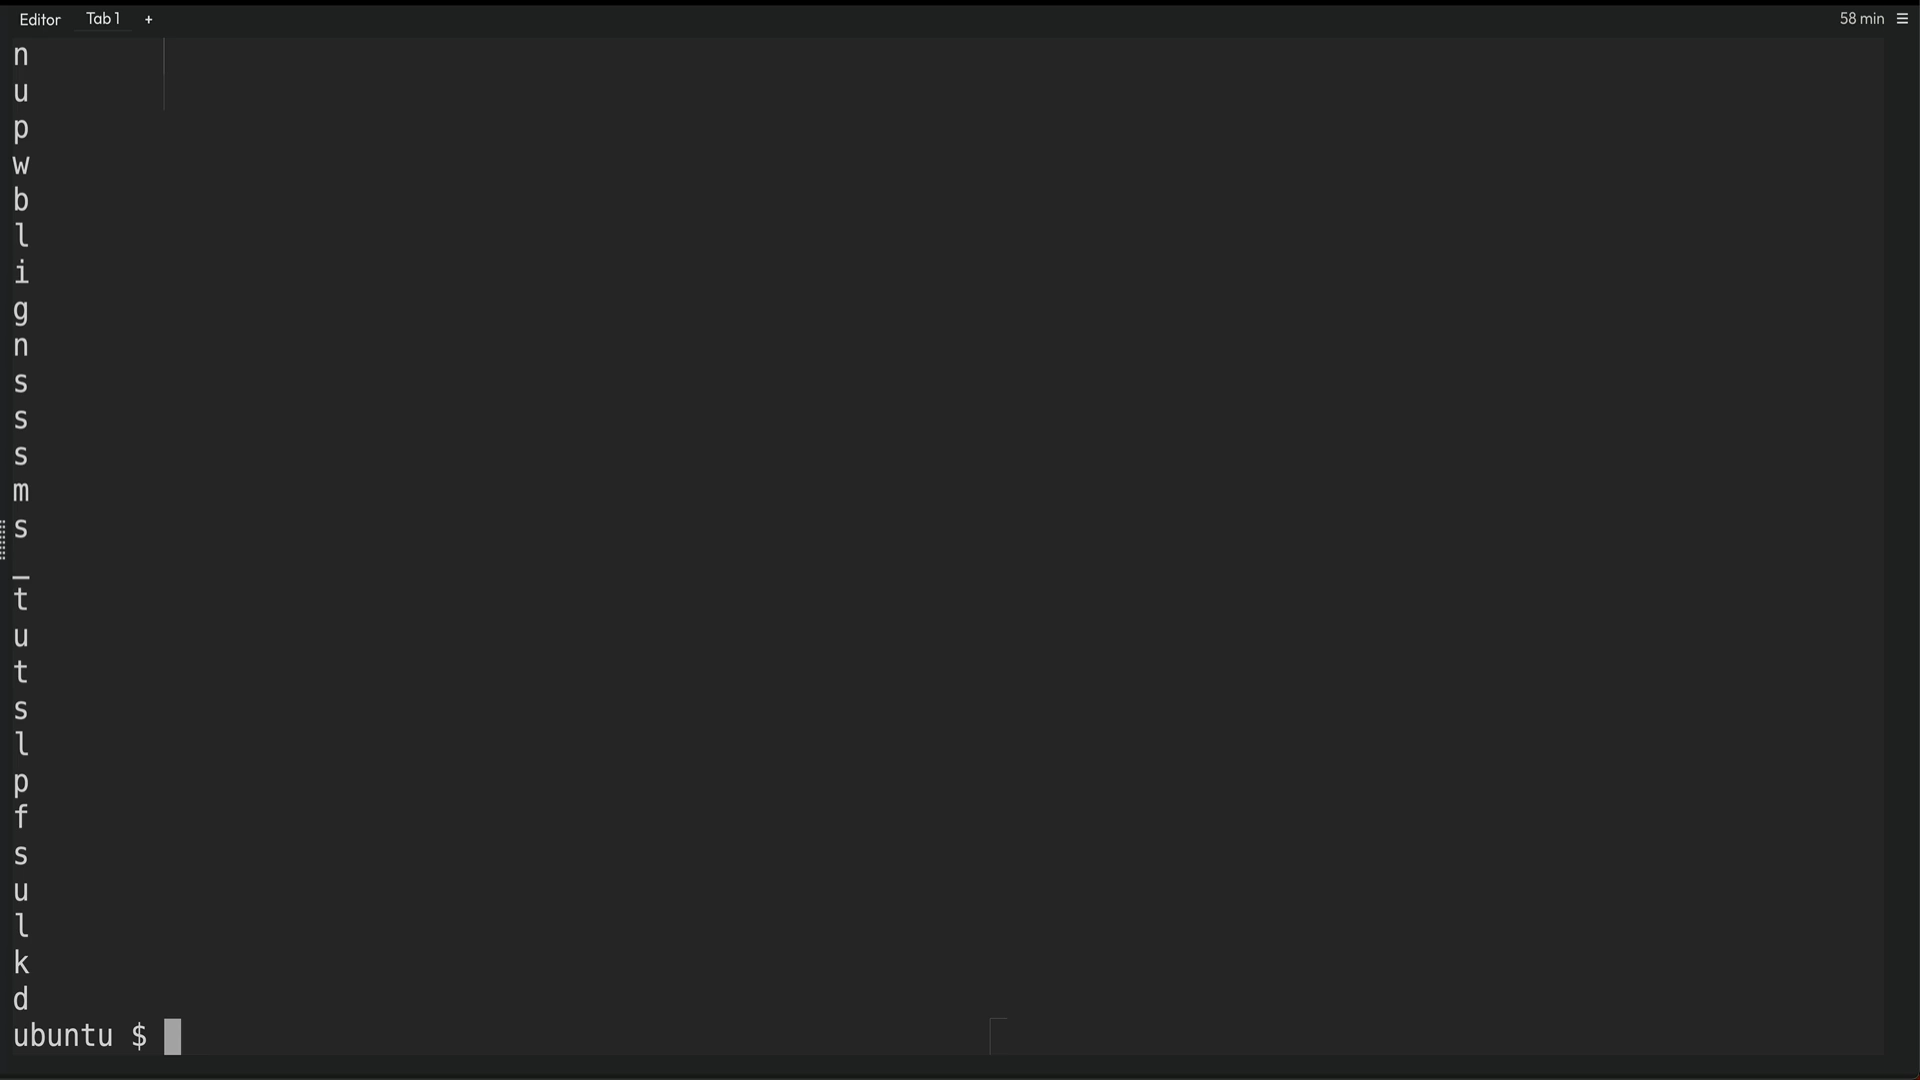 Editor Tab 1 + 58 min ☰
n
u
p
w
b
l
i
g
n
s
s
s
m
s
_
t
u
t
s
l
p
f
s
u
l
k
d
ubuntu $